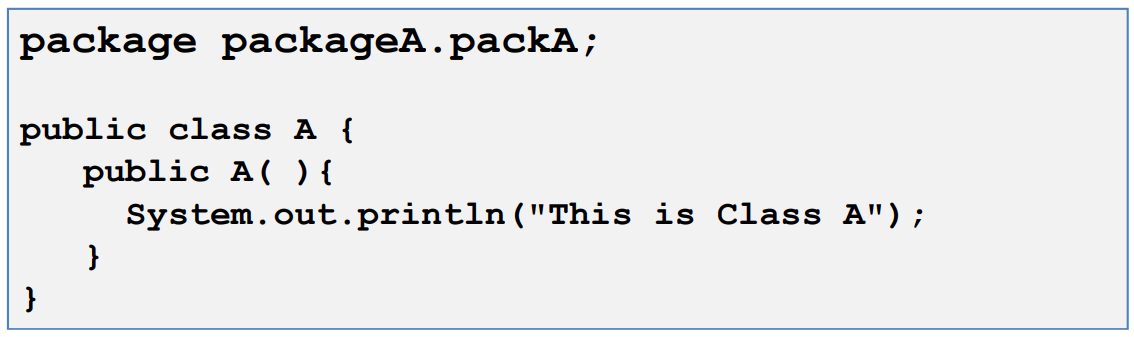 package packageA.packA;
public class A {
public A( ){
System.out.println("This is Class A");
}
}